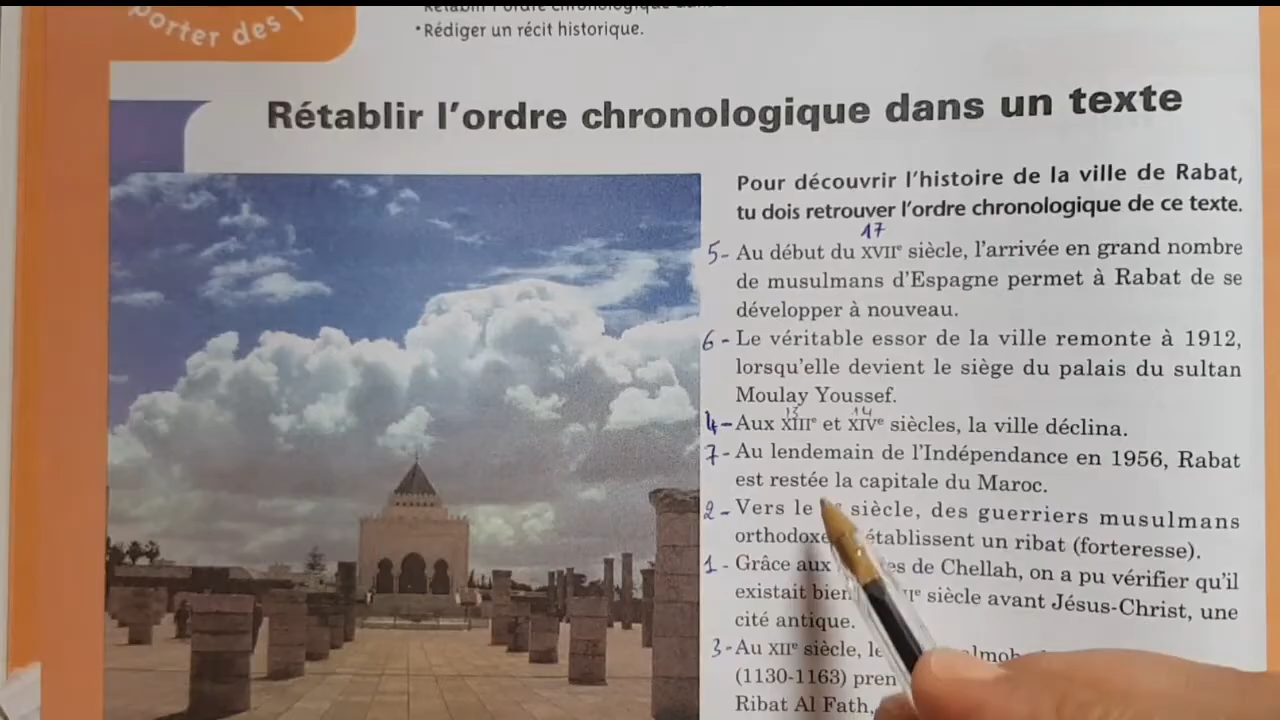 porter des
Rétablir l'ordre chronologique dans
• Rédiger un récit historique.
Rétablir l'ordre chronologique dans un texte
Pour découvrir l'histoire de la ville de Rabat,
tu dois retrouver l'ordre chronologique de ce texte.
17
5- Au début du XVIIe siècle, l'arrivée en grand nombre
de musulmans d'Espagne permet à Rabat de se
développer à nouveau.
6- Le véritable essor de la ville remonte à 1912,
lorsqu'elle devient le siège du palais du sultan
Moulay Youssef.
13 14
4- Aux XIIIe et XIVe siècles, la ville déclina.
7- Au lendemain de l'Indépendance en 1956, Rabat
est restée la capitale du Maroc.
2- Vers le siècle, des guerriers musulmans
établissent un ribat (forteresse).
1- Grâce aux de Chellah, on a pu vérifier qu'il
existait bien siècle avant Jésus-Christ, une
cité antique.
3- Au XIIe siècle,
(1130-1163)
Ribat Al Fath,